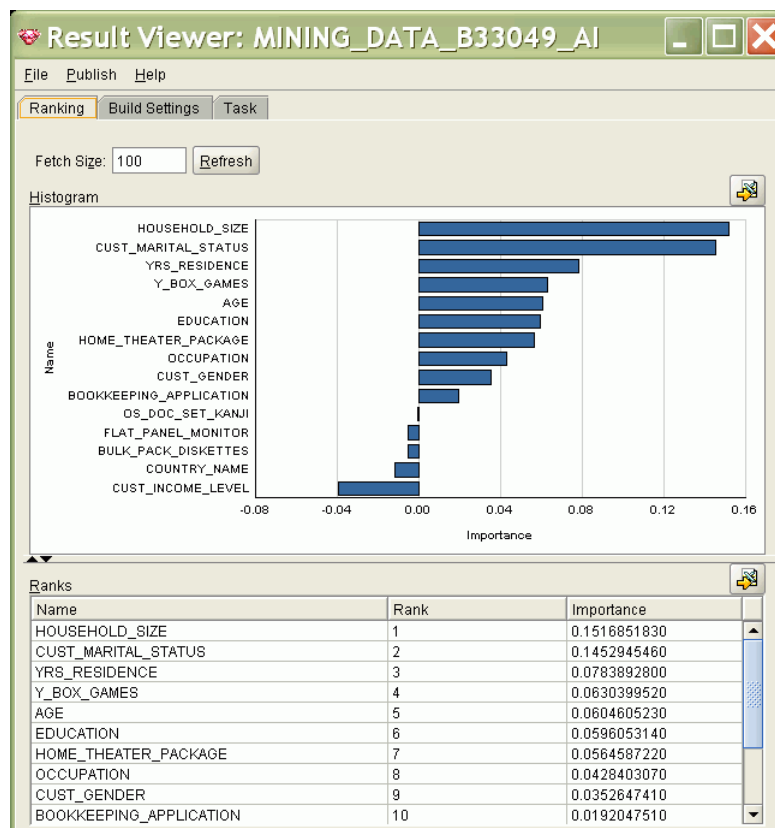 Result Viewer: MINING_DATA_B33049_AI
File Publish Help
Ranking Build Settings Task
Fetch Size: 100 Refresh
Histogram
HOUSEHOLD_SIZE
CUST_MARITAL_STATUS
YRS_RESIDENCE
Y_BOX_GAMES
AGE
EDUCATION
HOME_THEATER_PACKAGE
OCCUPATION
CUST_GENDER
BOOKKEEPING_APPLICATION
OS_DOC_SET_KANJI
FLAT_PANEL_MONITOR
BULK_PACK_DISKETTES
COUNTRY_NAME
CUST_INCOME_LEVEL
Name
-0.08 -0.04 0.00 0.04 0.08 0.12 0.16
Importance
Ranks
Name Rank Importance
HOUSEHOLD_SIZE 1 0.1516851830
CUST_MARITAL_STATUS 2 0.1452945460
YRS_RESIDENCE 3 0.0783892800
Y_BOX_GAMES 4 0.0630399520
AGE 5 0.0604605230
EDUCATION 6 0.0596053140
HOME_THEATER_PACKAGE 7 0.0564587220
OCCUPATION 8 0.0428403070
CUST_GENDER 9 0.0352647410
BOOKKEEPING_APPLICATION 10 0.0192047510